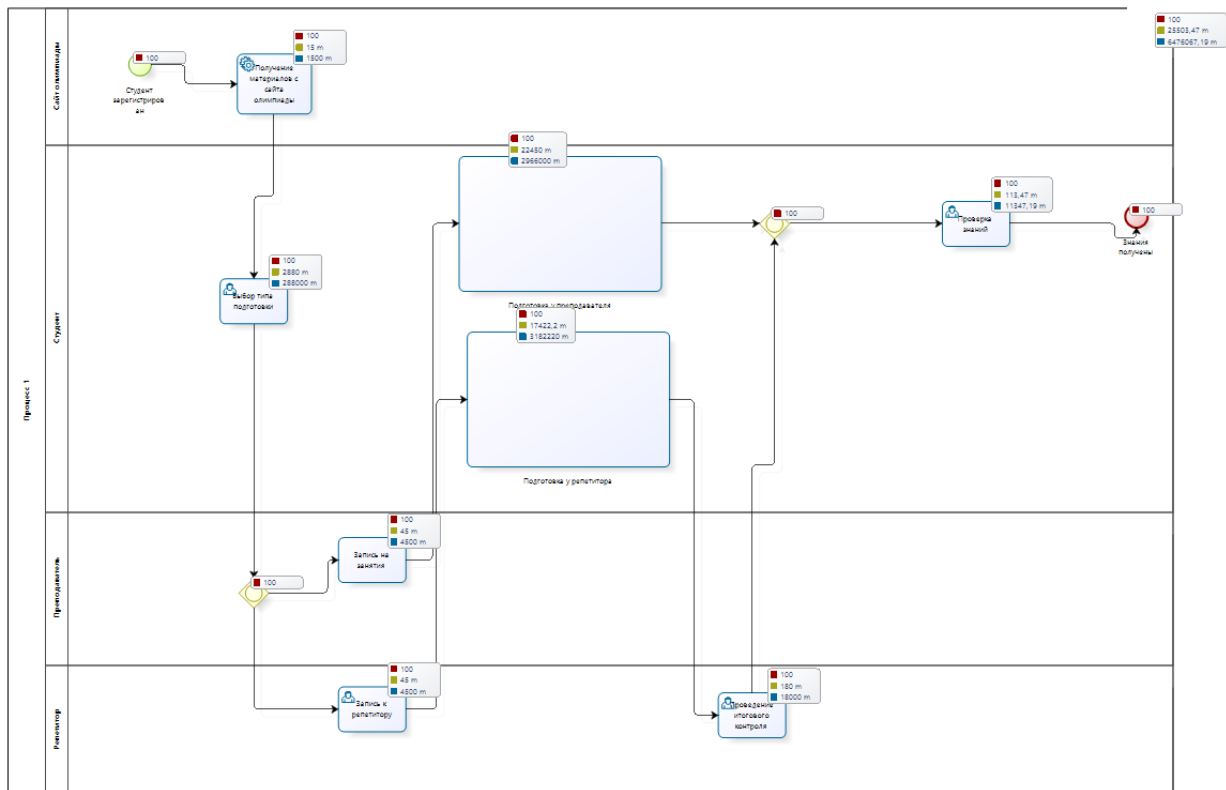 Процесс 1
Сайт олимпиады
100
Студент
зарегистриров
ан
100
15 m
1500 m
Получение
материалов с
сайта
олимпиады
100
25503,47 m
6476067,19 m
Студент
100
2880 m
288000 m
Выбор типа
подготовки
100
22450 m
2966000 m
Подготовка у преподавателя
100
17422,2 m
3182220 m
Подготовка у репетитора
100
100
113,47 m
11347,19 m
Проверка
знаний
100
Знания
получены
Преподаватель
100
100
45 m
4500 m
Запись на
занятия
Репетитор
100
45 m
4500 m
Запись к
репетитору
100
180 m
18000 m
Проведение
итогового
контроля